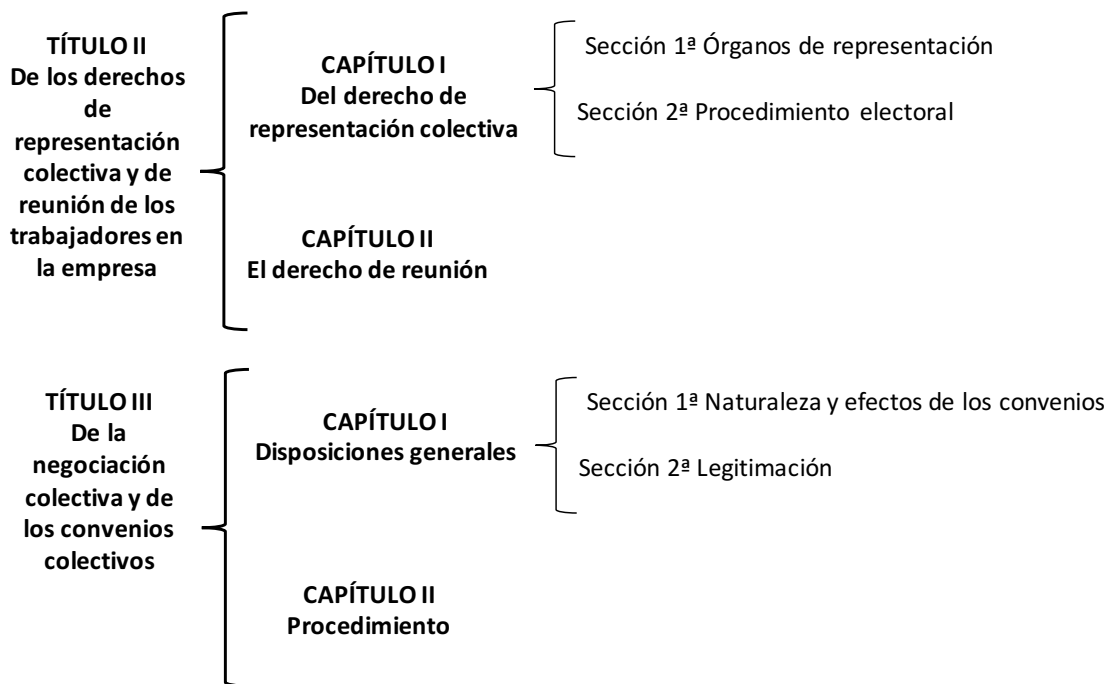 TÍTULO II
De los derechos
de
representación
colectiva y de
reunión de los
trabajadores en
la empresa
CAPÍTULO I
Del derecho de
representación colectiva
Sección 1ª Órganos de representación
Sección 2ª Procedimiento electoral
CAPÍTULO II
El derecho de reunión
TÍTULO III
De la
negociación
colectiva y de
los convenios
colectivos
CAPÍTULO I
Disposiciones generales
Sección 1ª Naturaleza y efectos de los convenios
Sección 2ª Legitimación
CAPÍTULO II
Procedimiento